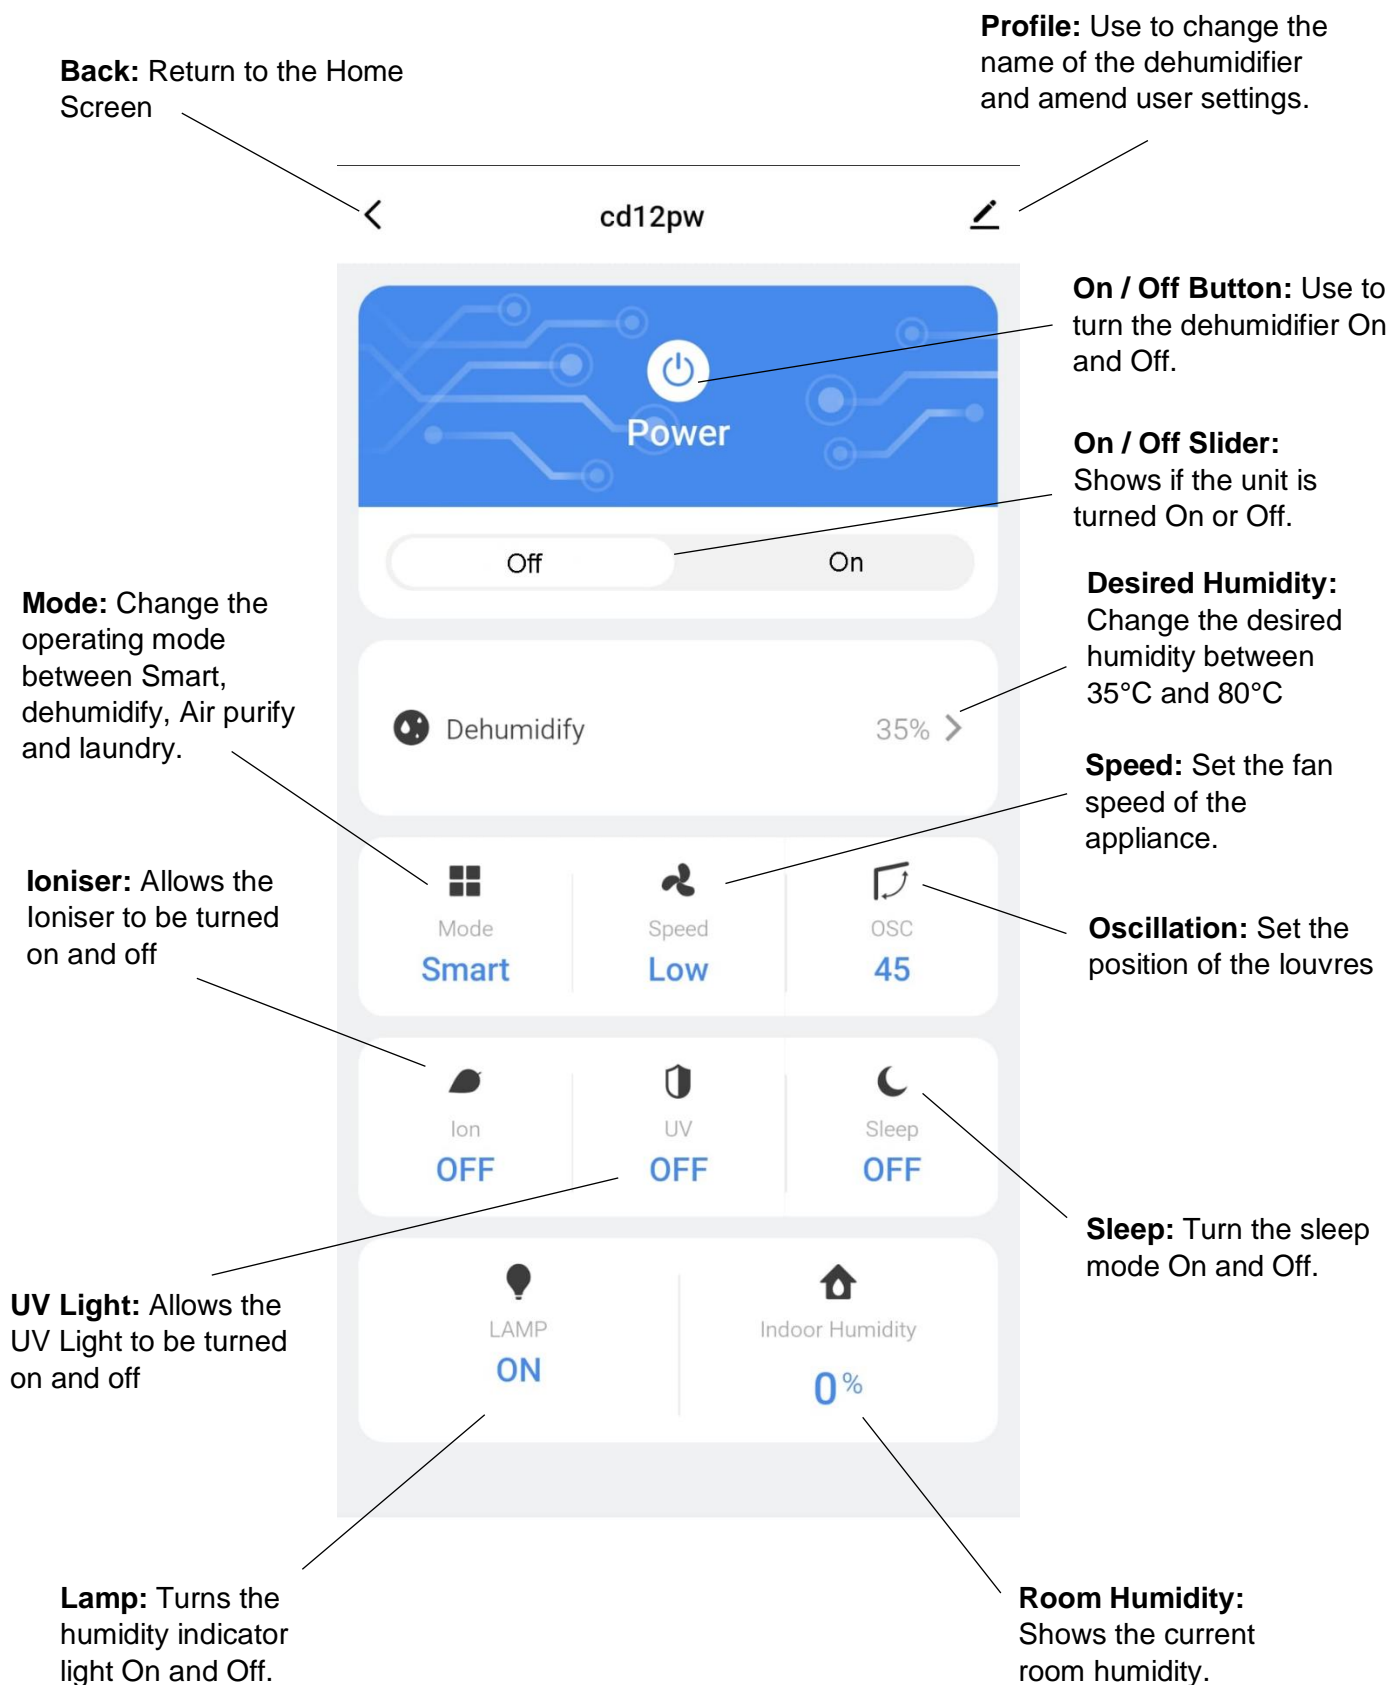 Profile: Use to change the
name of the dehumidifier
and amend user settings.
Back: Return to the Home
Screen
cd12pw
On / Off Button: Use to
turn the dehumidifier On
and Off.
Power
On / Off Slider:
Shows if the unit is
turned On or Off.
Off
On
Mode: Change the
operating mode
between Smart,
dehumidify, Air purify
and laundry.
Desired Humidity:
Change the desired
humidity between
35°C and 80°C
Dehumidify
35%
Speed: Set the fan
speed of the
appliance.
Ioniser: Allows the
Ioniser to be turned
on and off
Mode
Smart
Speed
Low
OSC
45
Oscillation: Set the
position of the louvres
Ion
OFF
UV
OFF
Sleep
OFF
Sleep: Turn the sleep
mode On and Off.
UV Light: Allows the
UV Light to be turned
on and off
LAMP
ON
Indoor Humidity
0%
Lamp: Turns the
humidity indicator
light On and Off.
Room Humidity:
Shows the current
room humidity.